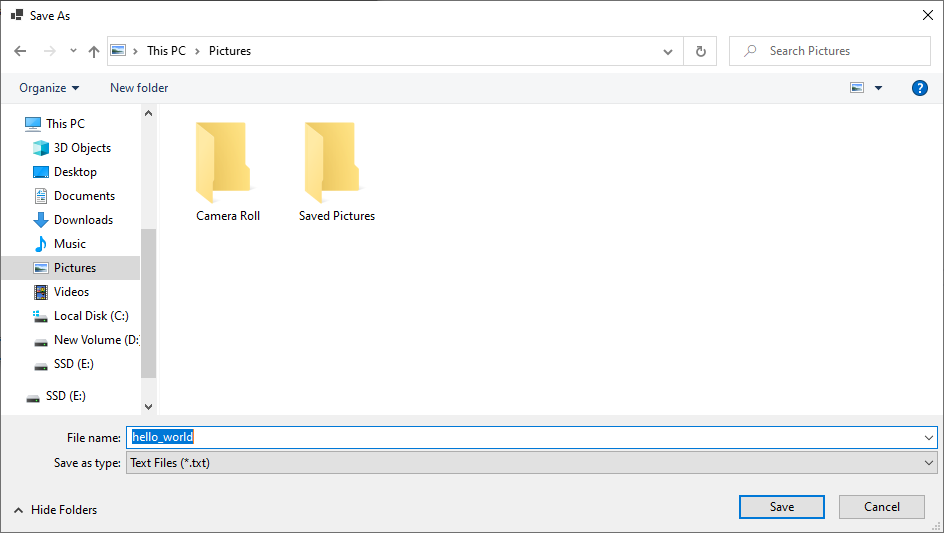 Save As
This PC › Pictures
Search Pictures
Organize
New folder
?
This PC
3D Objects
Desktop
Documents
Downloads
Music
Pictures
Videos
Local Disk (C:)
New Volume (D:
SSD (E:)
SSD (E:)
Camera Roll
Saved Pictures
File name: hello_world
Save as type: Text Files (*.txt)
Hide Folders
Save
Cancel